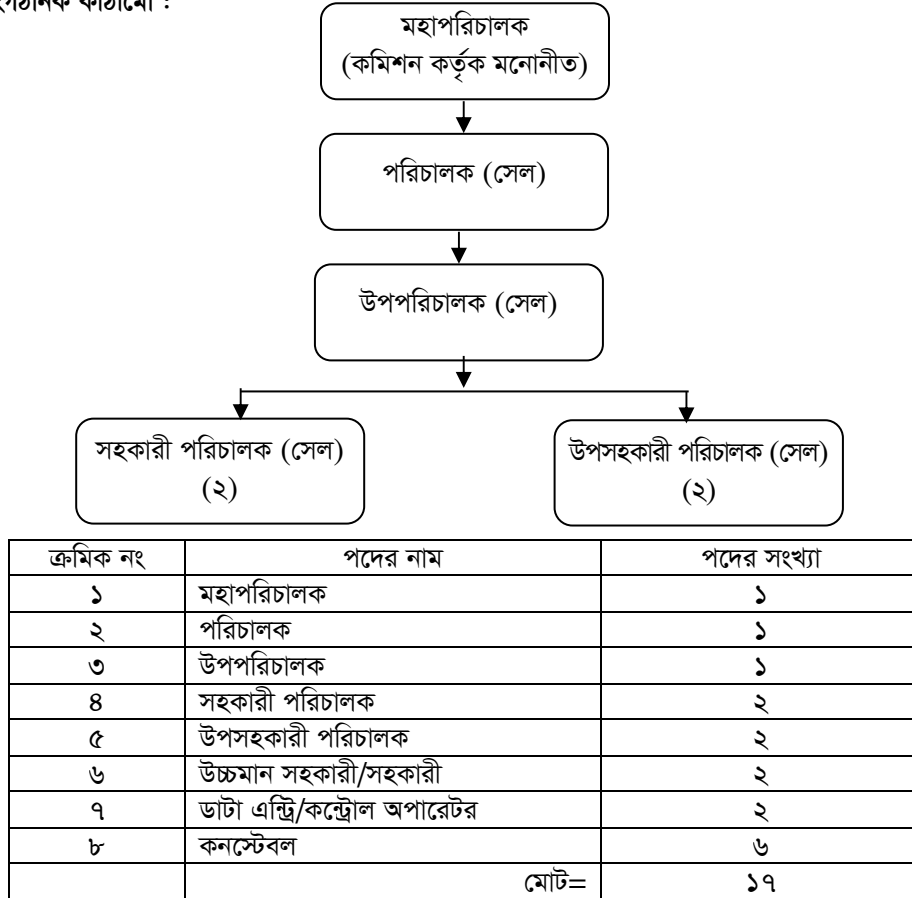 কাঠামো :
মহাপরিচালক
(কমিশন কর্তৃক মনোনীত)
পরিচালক (সেল)
উপপরিচালক (সেল)
সহকারী পরিচালক (সেল)
(২)
উপসহকারী পরিচালক (সেল)
(২)
ক্রমিক নং পদের নাম পদের সংখ্যা
১ মহাপরিচালক ১
২ পরিচালক ১
৩ উপপরিচালক ১
৪ সহকারী পরিচালক ২
৫ উপসহকারী পরিচালক ২
৬ উচ্চমান সহকারী/সহকারী ২
৭ ডাটা এন্ট্রি/কন্ট্রোল অপারেটর ২
৮ কনস্টেবল ৬
মোট= ১৭